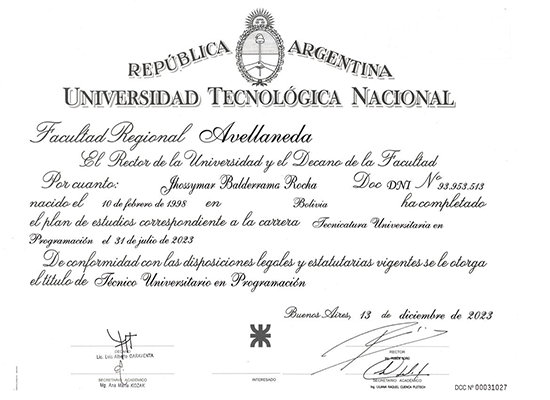 REPÚBLICA ARGENTINA
UNIVERSIDAD TECNOLÓGICA NACIONAL
Facultad Regional Avellaneda
El Rector de la Universidad y el Decano de la Facultad
Por cuanto: Jhossymar Balderrama Rocha Doc DNI Nº 93.953.513
nacido el 10 de febrero de 1998 en Bolivia ha completado
el plan de estudios correspondiente a la carrera Tecnicatura Universitaria en
Programación el 31 de julio de 2023
De conformidad con las disposiciones legales y estatutarias vigentes se le otorga
el título de Técnico Universitario en Programación
Buenos Aires, 13 de diciembre de 2023
DECANO
Lic. Luis Alberto GARAVENTA
RECTOR
SECRETARIO ACADÉMICO
Mg. Ana María KOZAK
INTERESADO
SECRETARIO ACADÉMICO
Mg. LILIANA RAQUEL CUENCA PLETSCH
DOC Nº 00031027